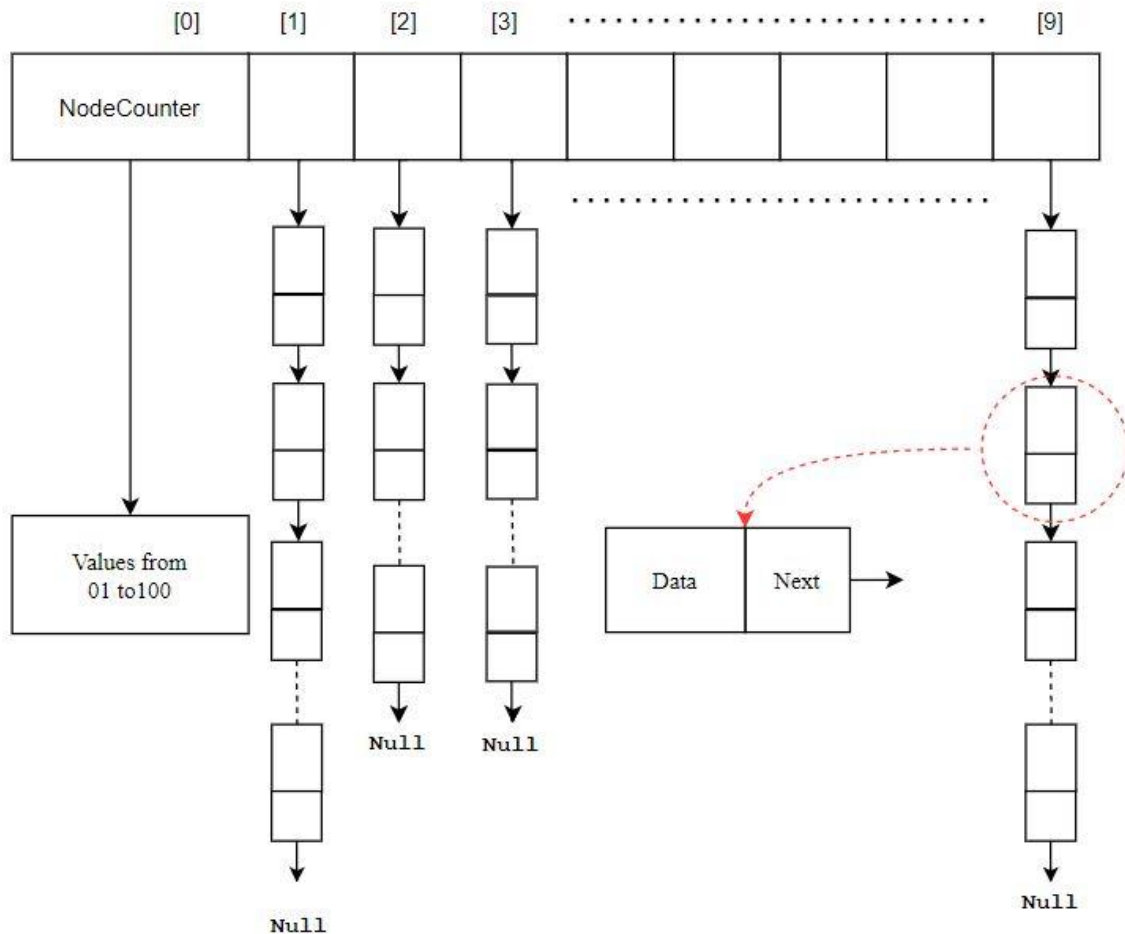 [0] [1] [2] [3] [9]
NodeCounter
Values from
01 to100
Data Next
Null Null
Null
Null